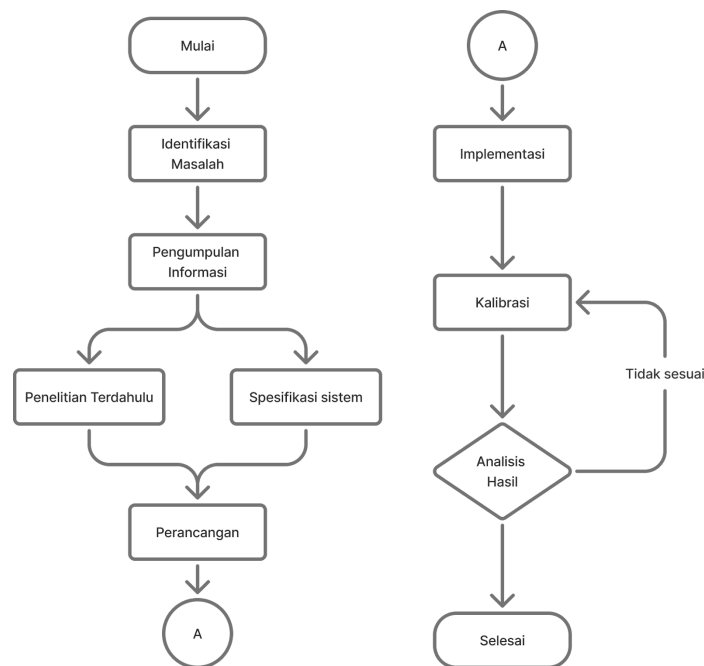 Mulai
Identifikasi
Masalah
Pengumpulan
Informasi
Penelitian Terdahulu
Spesifikasi sistem
Perancangan
A
A
Implementasi
Kalibrasi
Tidak sesuai
Analisis
Hasil
Selesai